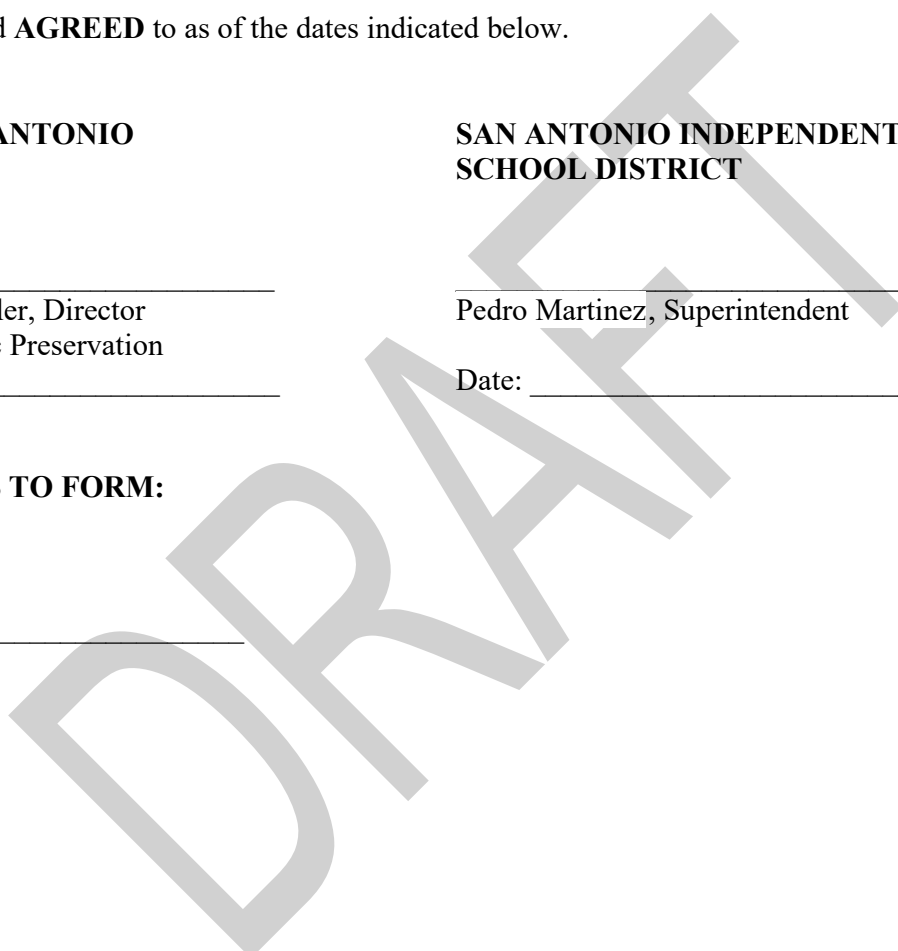 AGREED to as of the dates indicated below.
ANTONIO
SAN ANTONIO INDEPENDENT
SCHOOL DISTRICT
Director
Preservation
Pedro Martinez, Superintendent
Date:
TO FORM:
DRAFT